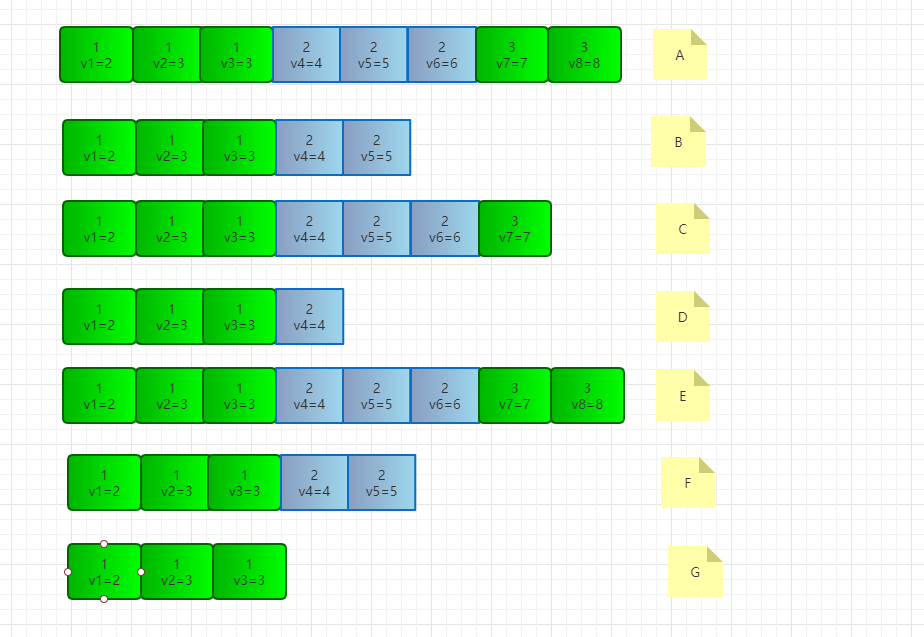 1 1 1 2 2 2 3 3
v1=2 v2=3 v3=3 v4=4 v5=5 v6=6 v7=7 v8=8
A
1 1 1 2 2
v1=2 v2=3 v3=3 v4=4 v5=5
B
1 1 1 2 2 2 3
v1=2 v2=3 v3=3 v4=4 v5=5 v6=6 v7=7
C
1 1 1 2
v1=2 v2=3 v3=3 v4=4
D
1 1 1 2 2 2 3 3
v1=2 v2=3 v3=3 v4=4 v5=5 v6=6 v7=7 v8=8
E
1 1 1 2 2
v1=2 v2=3 v3=3 v4=4 v5=5
F
1 1 1
v1=2 v2=3 v3=3
G